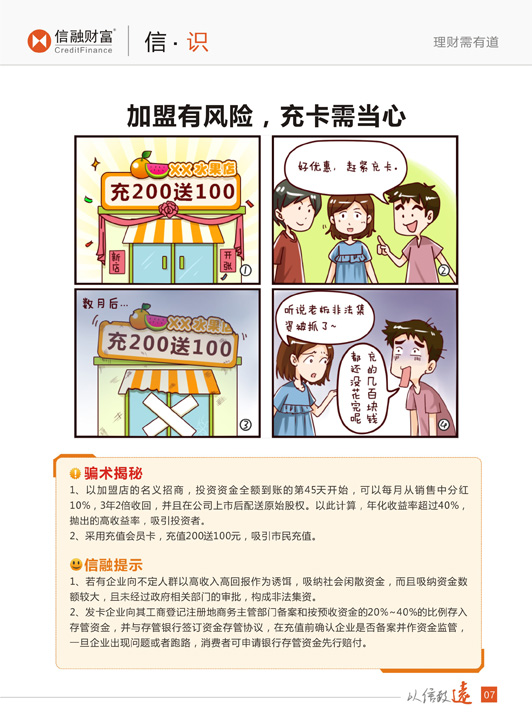 信融财富®
CreditFinance
信·识
理财需有道
加盟有风险，充卡需当心
XX水果店
充200送100
新店
开张
①
好优惠，赶紧充卡。
②
数月后...
XX水果店
充200送100
③
听说老板非法集
资被抓了~
充的几百块钱
都还没花完呢
④
骗术揭秘
1、以加盟店的名义招商，投资资金全额到账的第45天开始，可以每月从销售中分红
10%，3年2倍收回，并且在公司上市后配送原始股权。以此计算，年化收益率超过40%，
抛出的高收益率，吸引投资者。
2、采用充值会员卡，充值200送100元，吸引市民充值。
信融提示
1、若有企业向不定人群以高收入高回报作为诱饵，吸纳社会闲散资金，而且吸纳资金数
额较大，且未经过政府相关部门的审批，构成非法集资。
2、发卡企业向其工商登记注册地商务主管部门备案和按预收资金的20%~40%的比例存入
存管资金，并与存管银行签订资金存管协议，在充值前确认企业是否备案并作资金监管，
一旦企业出现问题或者跑路，消费者可申请银行存管资金先行赔付。
以信致远
07